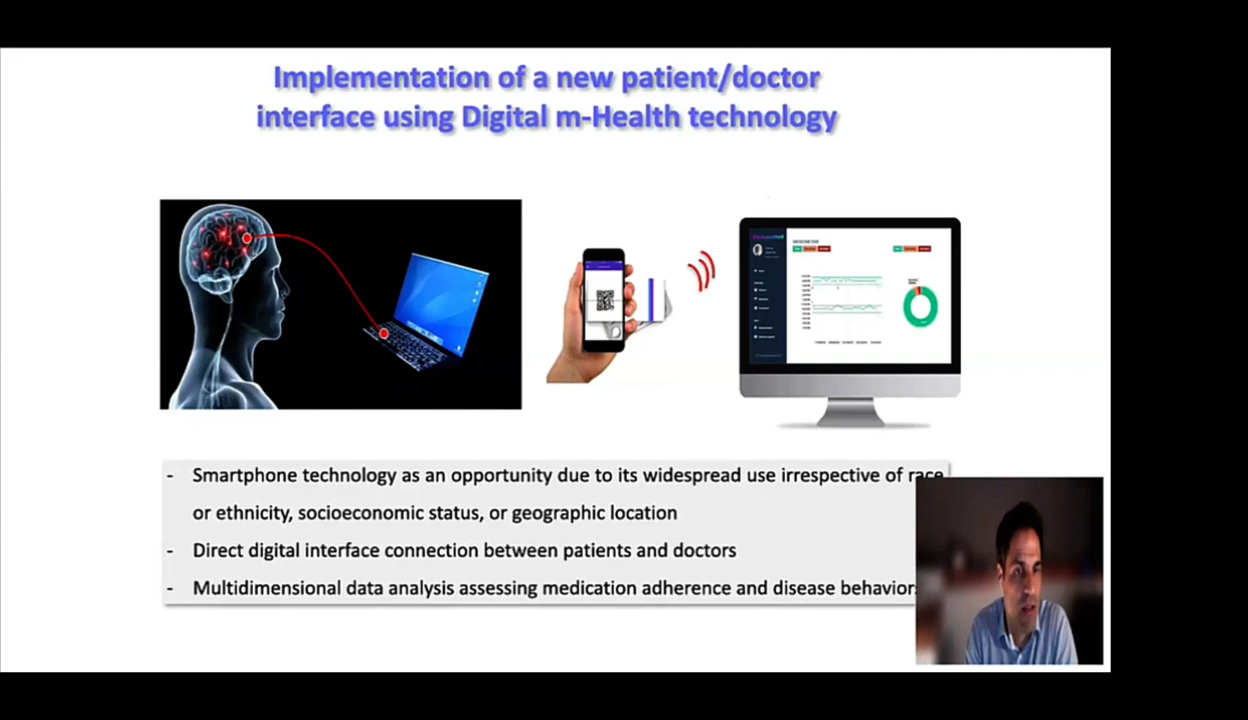 Implementation of a new patient/doctor
interface using Digital m-Health technology
- Smartphone technology as an opportunity due to its widespread use irrespective of race
or ethnicity, socioeconomic status, or geographic location
- Direct digital interface connection between patients and doctors
- Multidimensional data analysis assessing medication adherence and disease behaviors